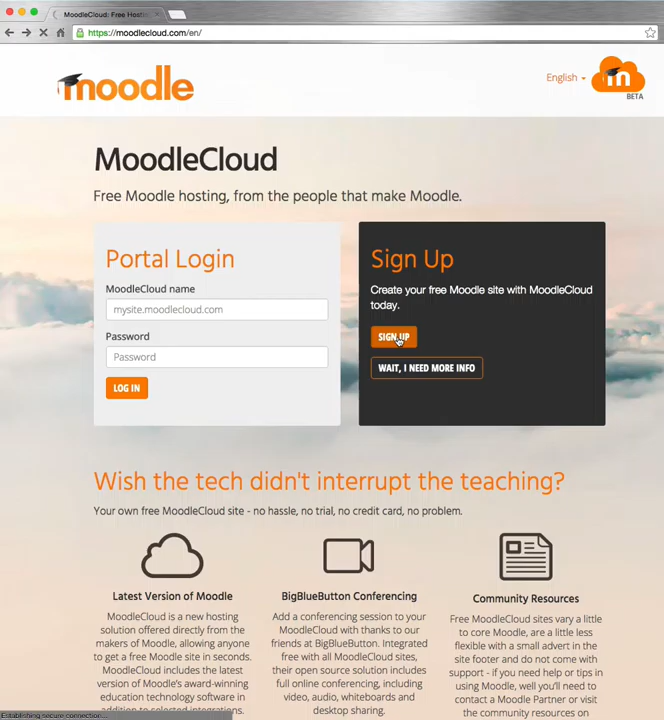 MoodleCloud: Free Hosti
https://moodlecloud.com/en/
moodle
English
m
BETA
MoodleCloud
Free Moodle hosting, from the people that make Moodle.
Portal Login
MoodleCloud name
mysite.moodlecloud.com
Password
Password
LOG IN
Sign Up
Create your free Moodle site with MoodleCloud
today.
SIGN UP
WAIT, I NEED MORE INFO
Wish the tech didn't interrupt the teaching?
Your own free MoodleCloud site - no hassle, no trial, no credit card, no problem.
Latest Version of Moodle
MoodleCloud is a new hosting
solution offered directly from the
makers of Moodle, allowing anyone
to get a free Moodle site in seconds.
MoodleCloud includes the latest
version of Moodle's award-winning
education technology software in
addition to selected integrations
BigBlueButton Conferencing
Add a conferencing session to your
MoodleCloud with thanks to our
friends at BigBlueButton. Integrated
free with all MoodleCloud sites,
their open source solution includes
full online conferencing, including
video, audio, whiteboards and
desktop sharing.
Community Resources
Free MoodleCloud sites vary a little
to core Moodle, are a little less
flexible with a small advert in the
site footer and do not come with
support - if you need help or tips in
using Moodle, well you'll need to
contact a Moodle Partner or visit
the community resources on
Establishing secure connection...